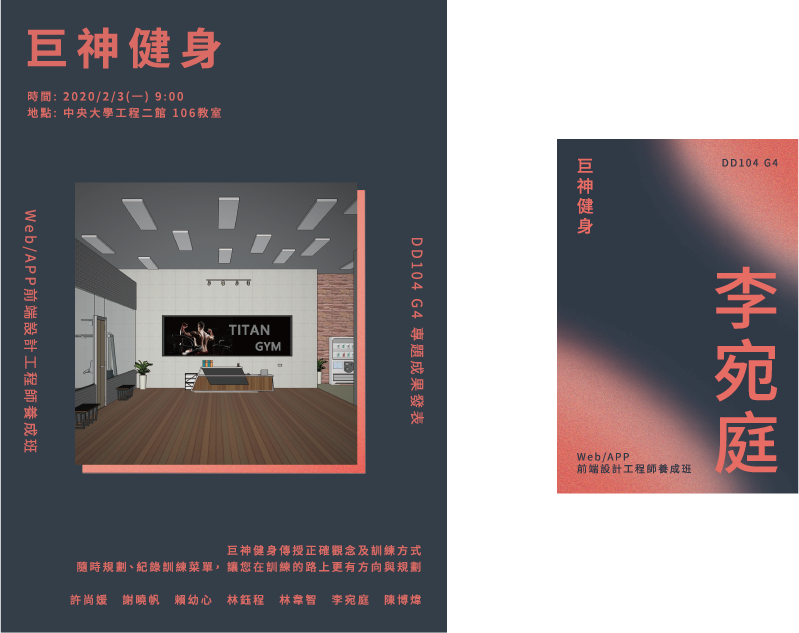 巨神健身
時間: 2020/2/3(一) 9:00
地點: 中央大學工程二館 106教室
Web/APP前端設計工程師養成班
TITAN
GYM
DD104 G4 專題成果發表
巨神健身傳授正確觀念及訓練方式
隨時規劃、紀錄訓練菜單，讓您在訓練的路上更有方向與規劃
許尚媛 謝曉帆 賴幼心 林鈺程 林韋智 李宛庭 陳博煒
巨神健身
DD104 G4
李宛庭
Web/APP
前端設計工程師養成班